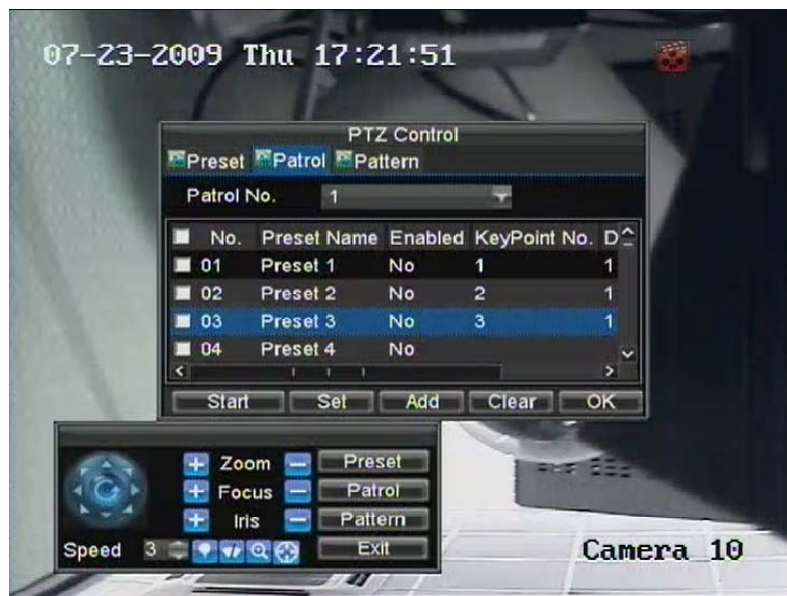 07-23-2009 Thu 17:21:51
PTZ Control
Preset Patrol Pattern
Patrol No. 1
No. Preset Name Enabled KeyPoint No. D
01 Preset 1 No 1 1
02 Preset 2 No 2 1
03 Preset 3 No 3 1
04 Preset 4 No
Start Set Add Clear OK
Zoom Preset
Focus Patrol
Iris Pattern
Speed 3 Exit
Camera 10